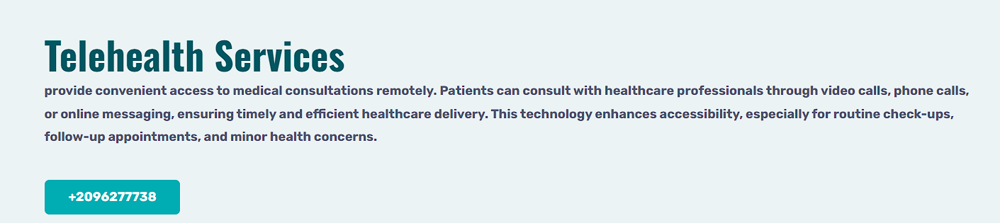 Telehealth Services
provide convenient access to medical consultations remotely. Patients can consult with healthcare professionals through video calls, phone calls,
or online messaging, ensuring timely and efficient healthcare delivery. This technology enhances accessibility, especially for routine check-ups,
follow-up appointments, and minor health concerns.
+2096277738